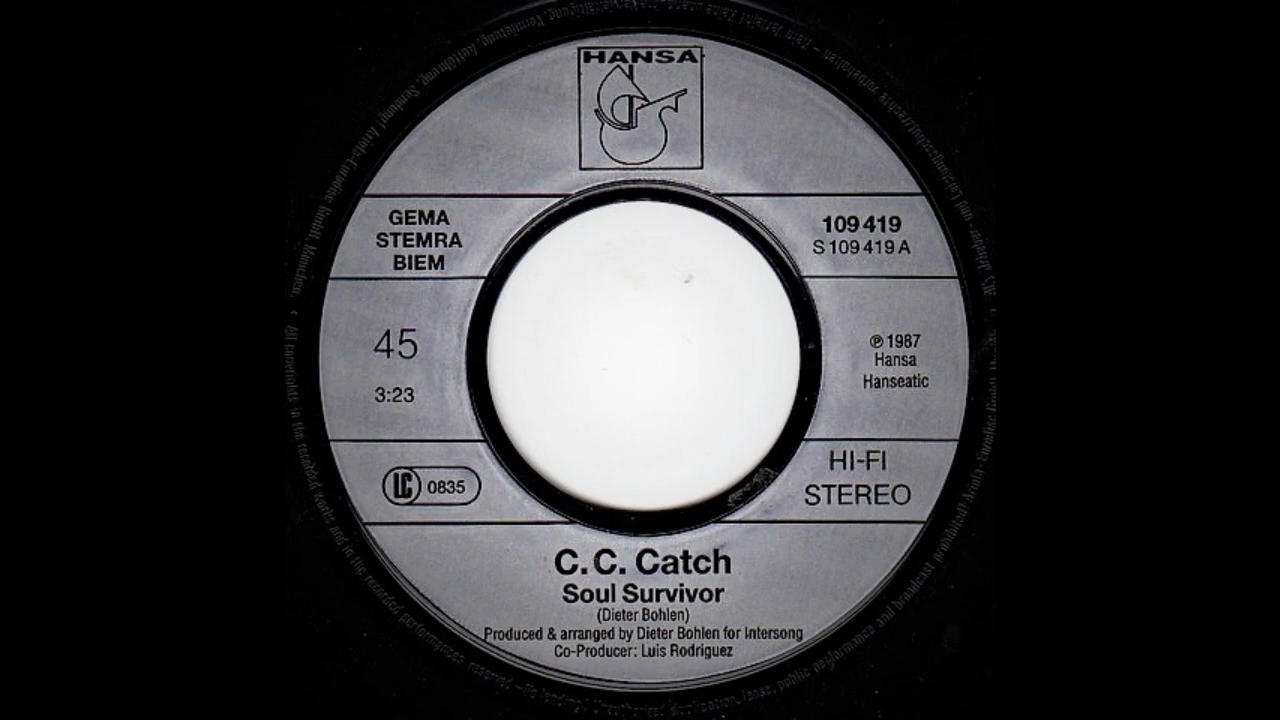 HANSA
GEMA
STEMRA
BIEM
109 419
S 109 419 A
45
3:23
℗ 1987
Hansa
Hanseatic
LC 0835
HI-FI
STEREO
C.C. Catch
Soul Survivor
(Dieter Bohlen)
Produced & arranged by Dieter Bohlen for Intersong
Co-Producer: Luis Rodriguez